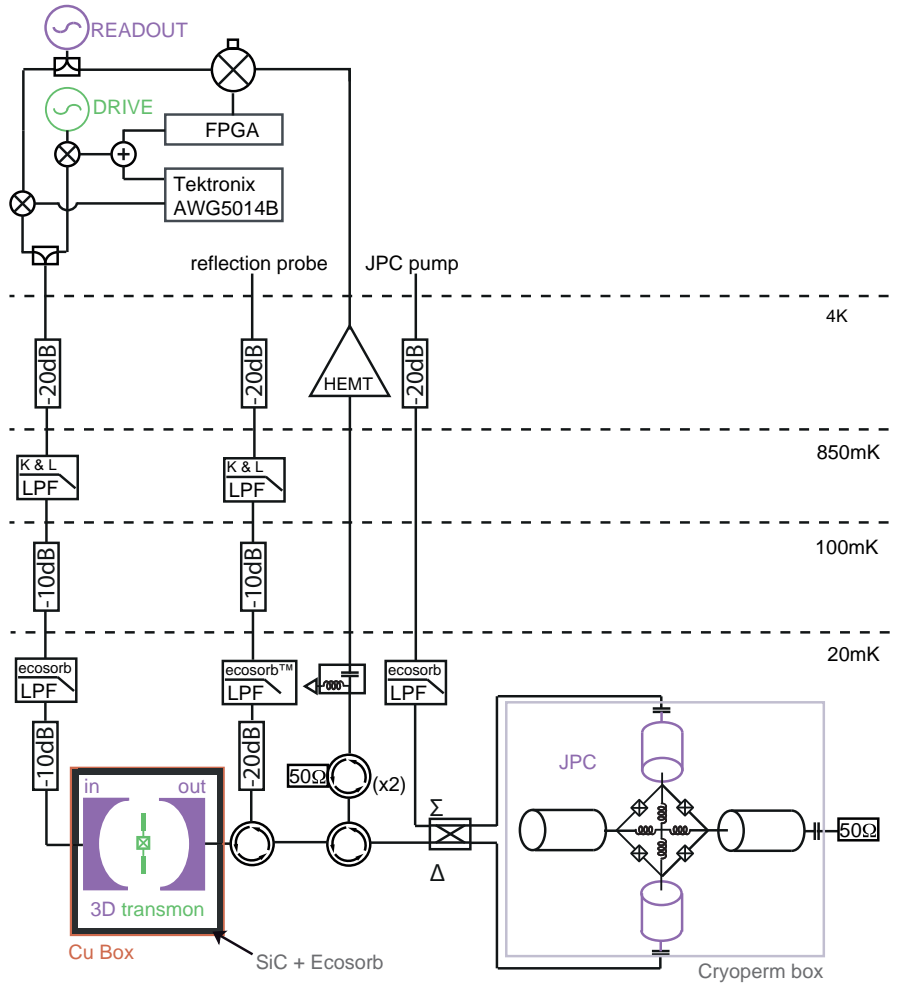 READOUT
DRIVE
FPGA
Tektronix
AWG5014B
reflection probe
JPC pump
4K
-20dB
-20dB
HEMT
-20dB
850mK
K & L
LPF
K & L
LPF
100mK
-10dB
-10dB
20mK
ecosorb
LPF
ecosorb™
LPF
ecosorb
LPF
-10dB
-20dB
50Ω
(x2)
in
out
3D transmon
Cu Box
SiC + Ecosorb
Σ
Δ
JPC
50Ω
Cryoperm box